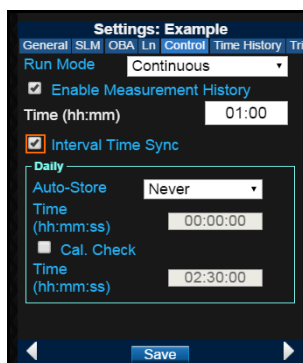 Settings: Example
General SLM OBA Ln Control Time History Tri
Run Mode Continuous
Enable Measurement History
Time (hh:mm) 01:00
Interval Time Sync
Daily
Auto-Store Never
Time
(hh:mm:ss) 00:00:00
Cal. Check
Time
(hh:mm:ss) 02:30:00
Save